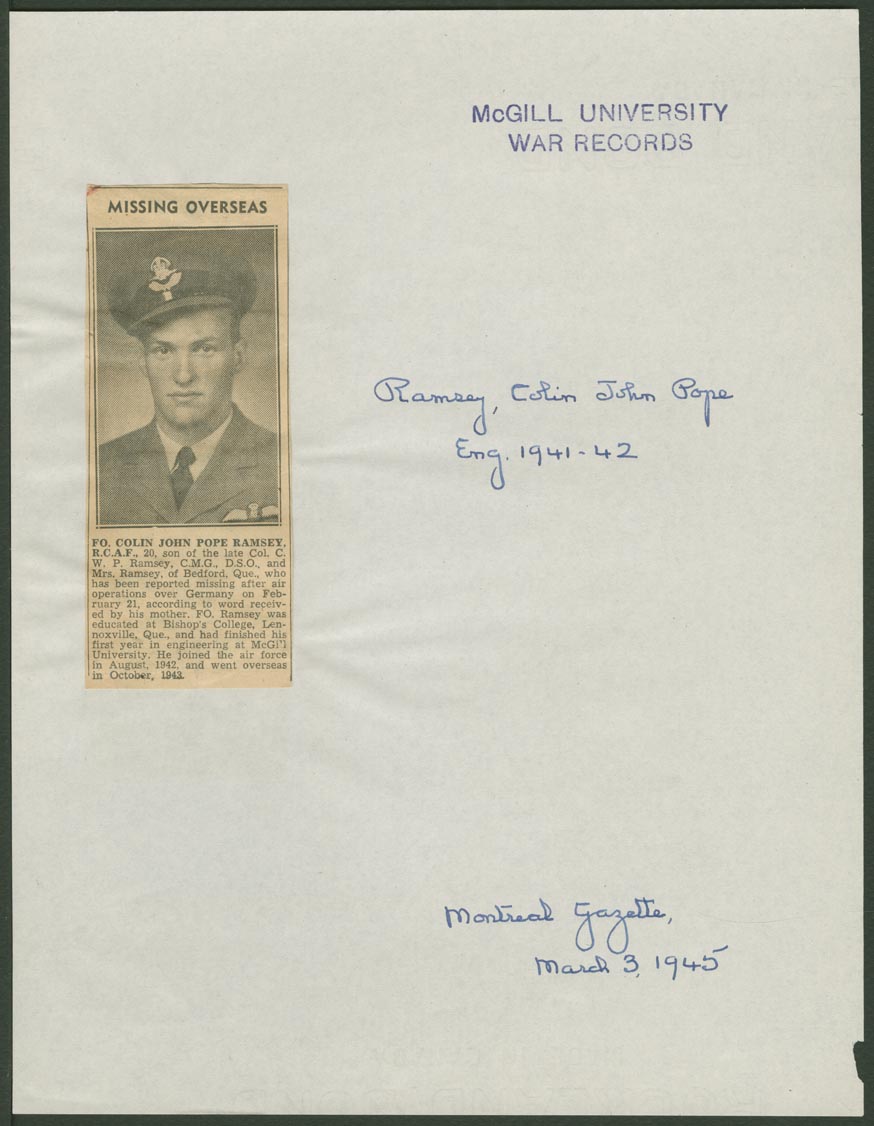 McGILL UNIVERSITY
WAR RECORDS
MISSING OVERSEAS
FO. COLIN JOHN POPE RAMSEY,
R.C.A.F., 20, son of the late Col. C.
W. P. Ramsey, C.M.G., D.S.O., and
Mrs. Ramsey, of Bedford, Que., who
has been reported missing after air
operations over Germany on Feb-
ruary 21, according to word receiv-
ed by his mother. FO. Ramsey was
educated at Bishop's College, Len-
noxville, Que., and had finished his
first year in engineering at McGill
University. He joined the air force
in August, 1942, and went overseas
in October, 1943.
Ramsey, Colin John Pope
Eng. 1941-42
Montreal Gazette,
March 3, 1945